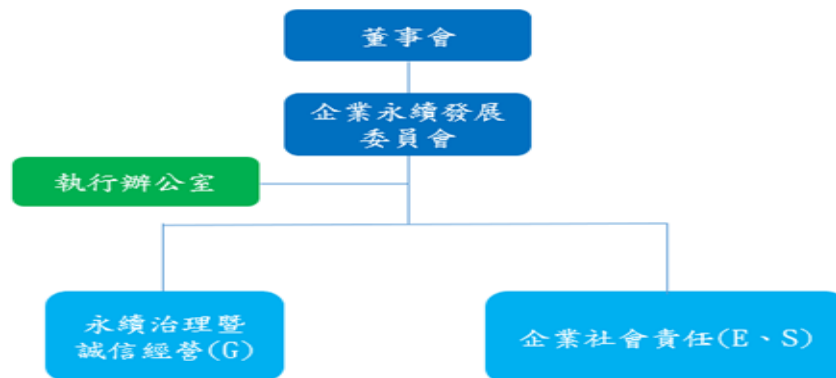 董事會
企業永續發展
委員會
執行辦公室
永續治理暨
誠信經營(G)
企業社會責任(E、S)